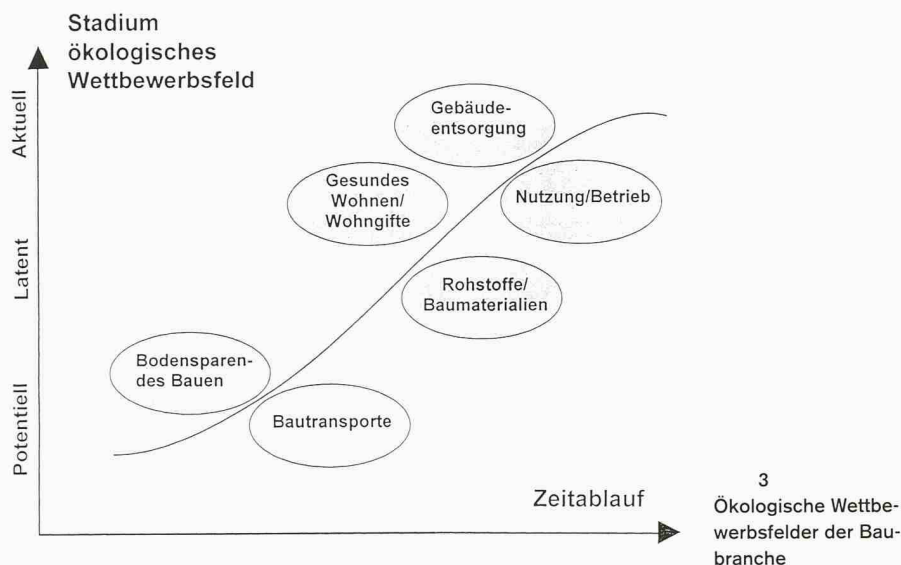 Stadium
ökologisches
Wettbewerbsfeld
Aktuell
Latent
Potentiell
Gebäude-
entsorgung
Gesundes
Wohnen/
Wohngifte
Nutzung/Betrieb
Rohstoffe/
Baumaterialien
Bodensparen-
des Bauen
Bautransporte
Zeitablauf
3
Ökologische Wettbe-
werbsfelder der Bau-
branche